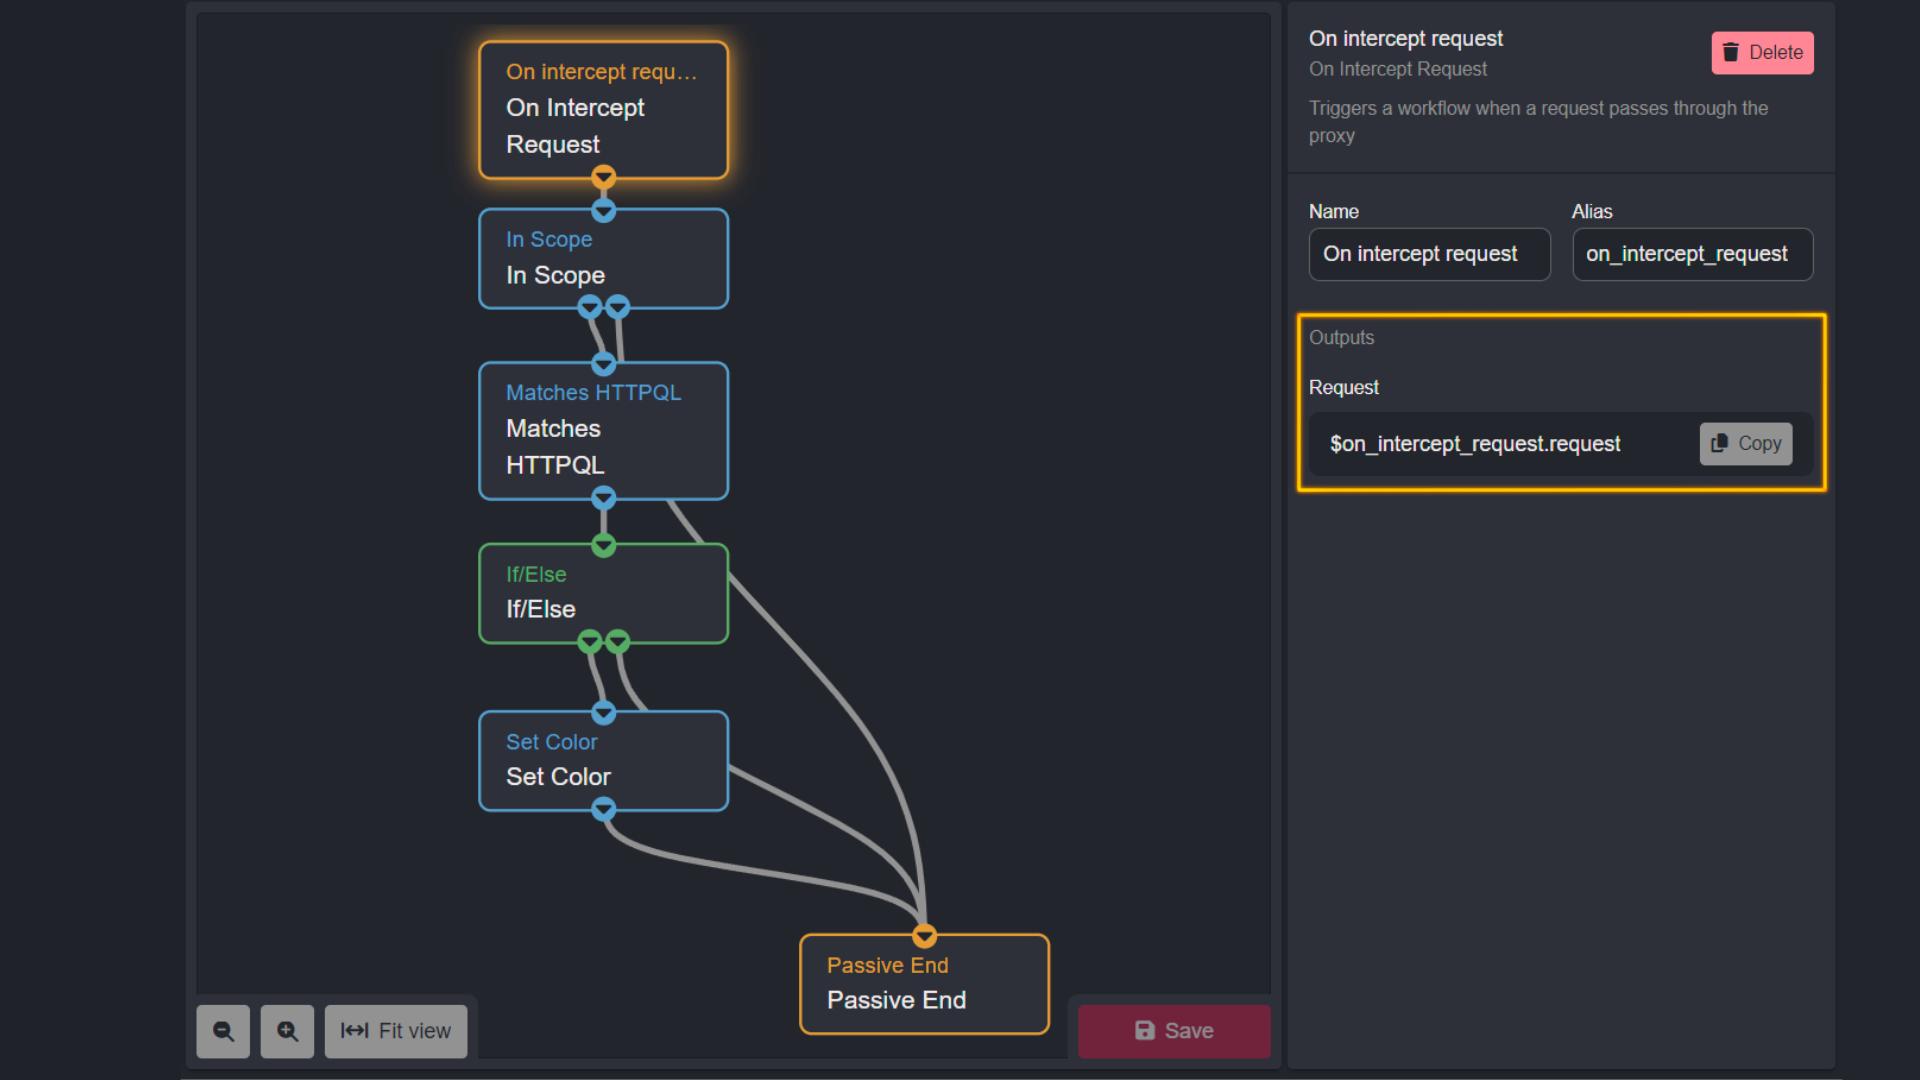 On intercept requ...
On Intercept
Request
In Scope
In Scope
Matches HTTPQL
Matches
HTTPQL
If/Else
If/Else
Set Color
Set Color
Passive End
Passive End
Fit view
Save
On intercept request
On Intercept Request
Delete
Triggers a workflow when a request passes through the
proxy
Name
Alias
On intercept request
on_intercept_request
Outputs
Request
$on_intercept_request.request
Copy